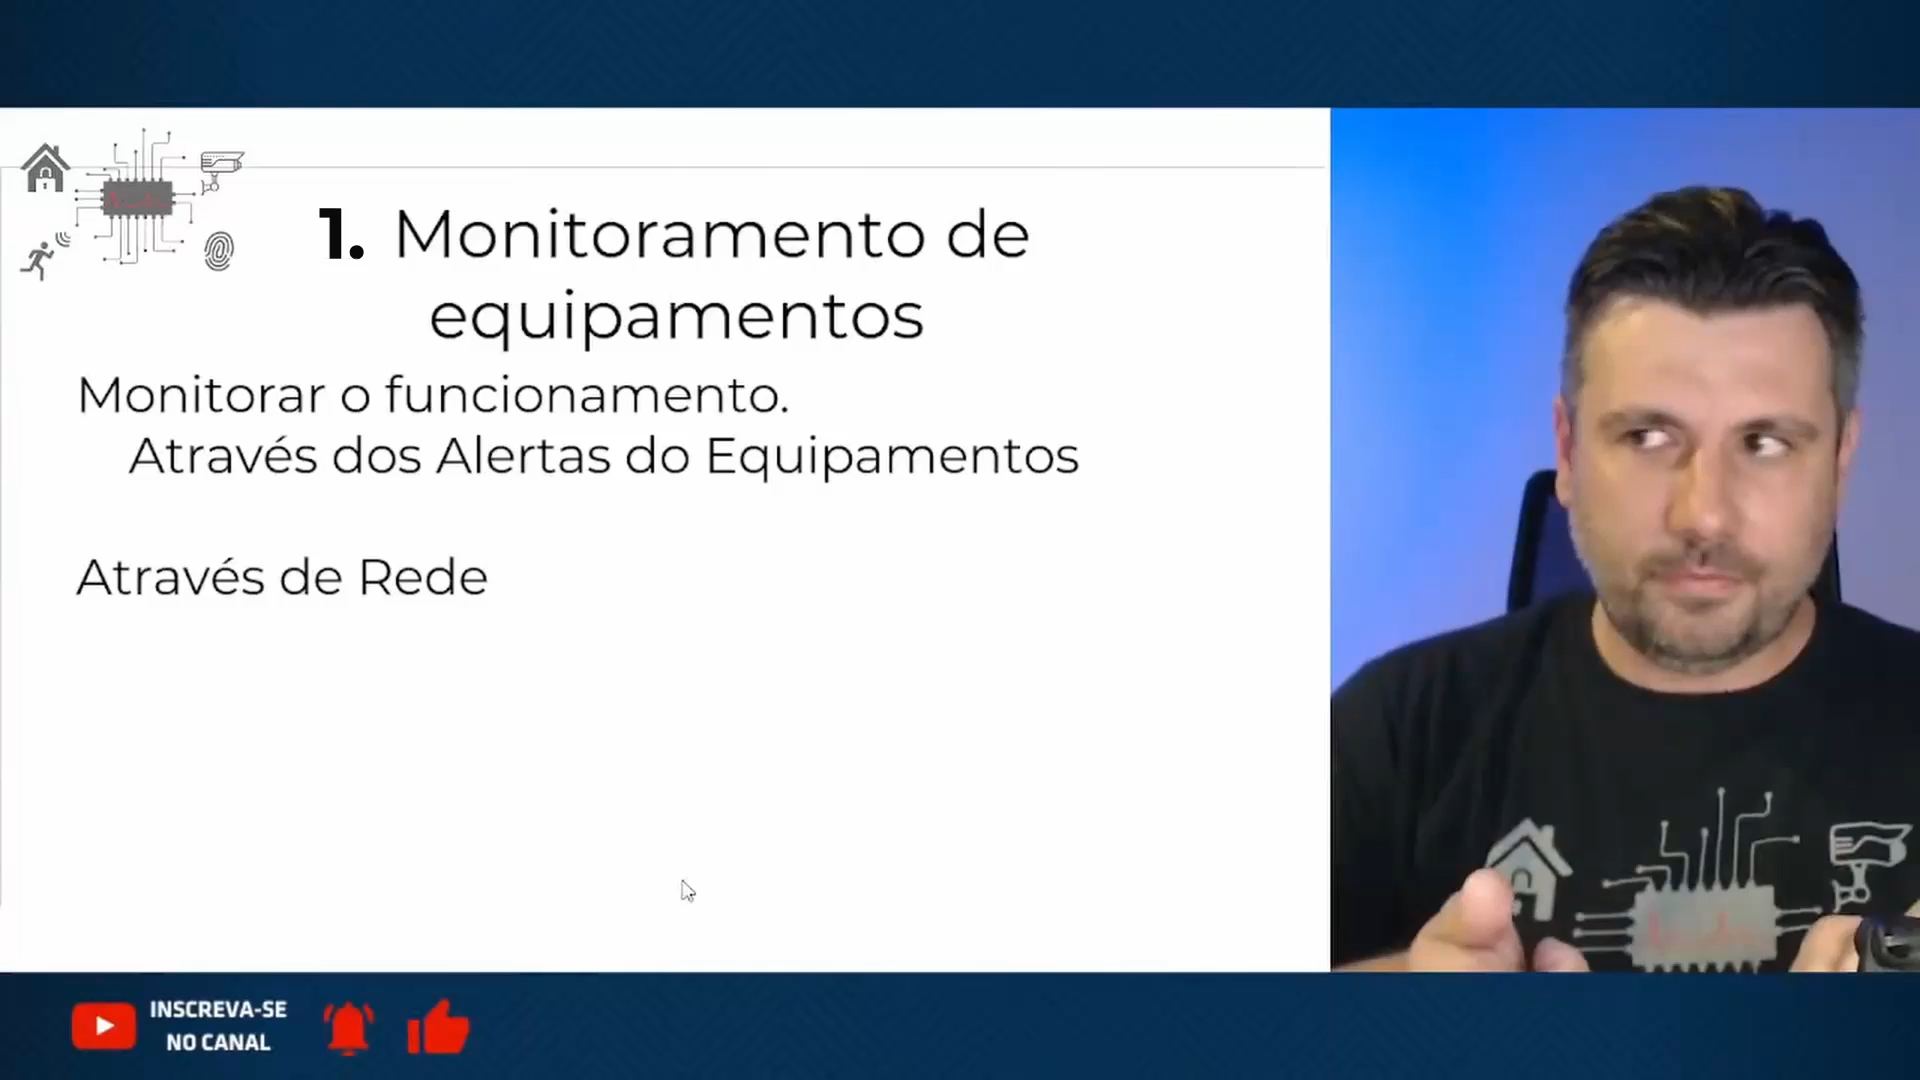 1. Monitoramento de
equipamentos
Monitorar o funcionamento.
Através dos Alertas do Equipamentos
Através de Rede
INSCREVA-SE
NO CANAL